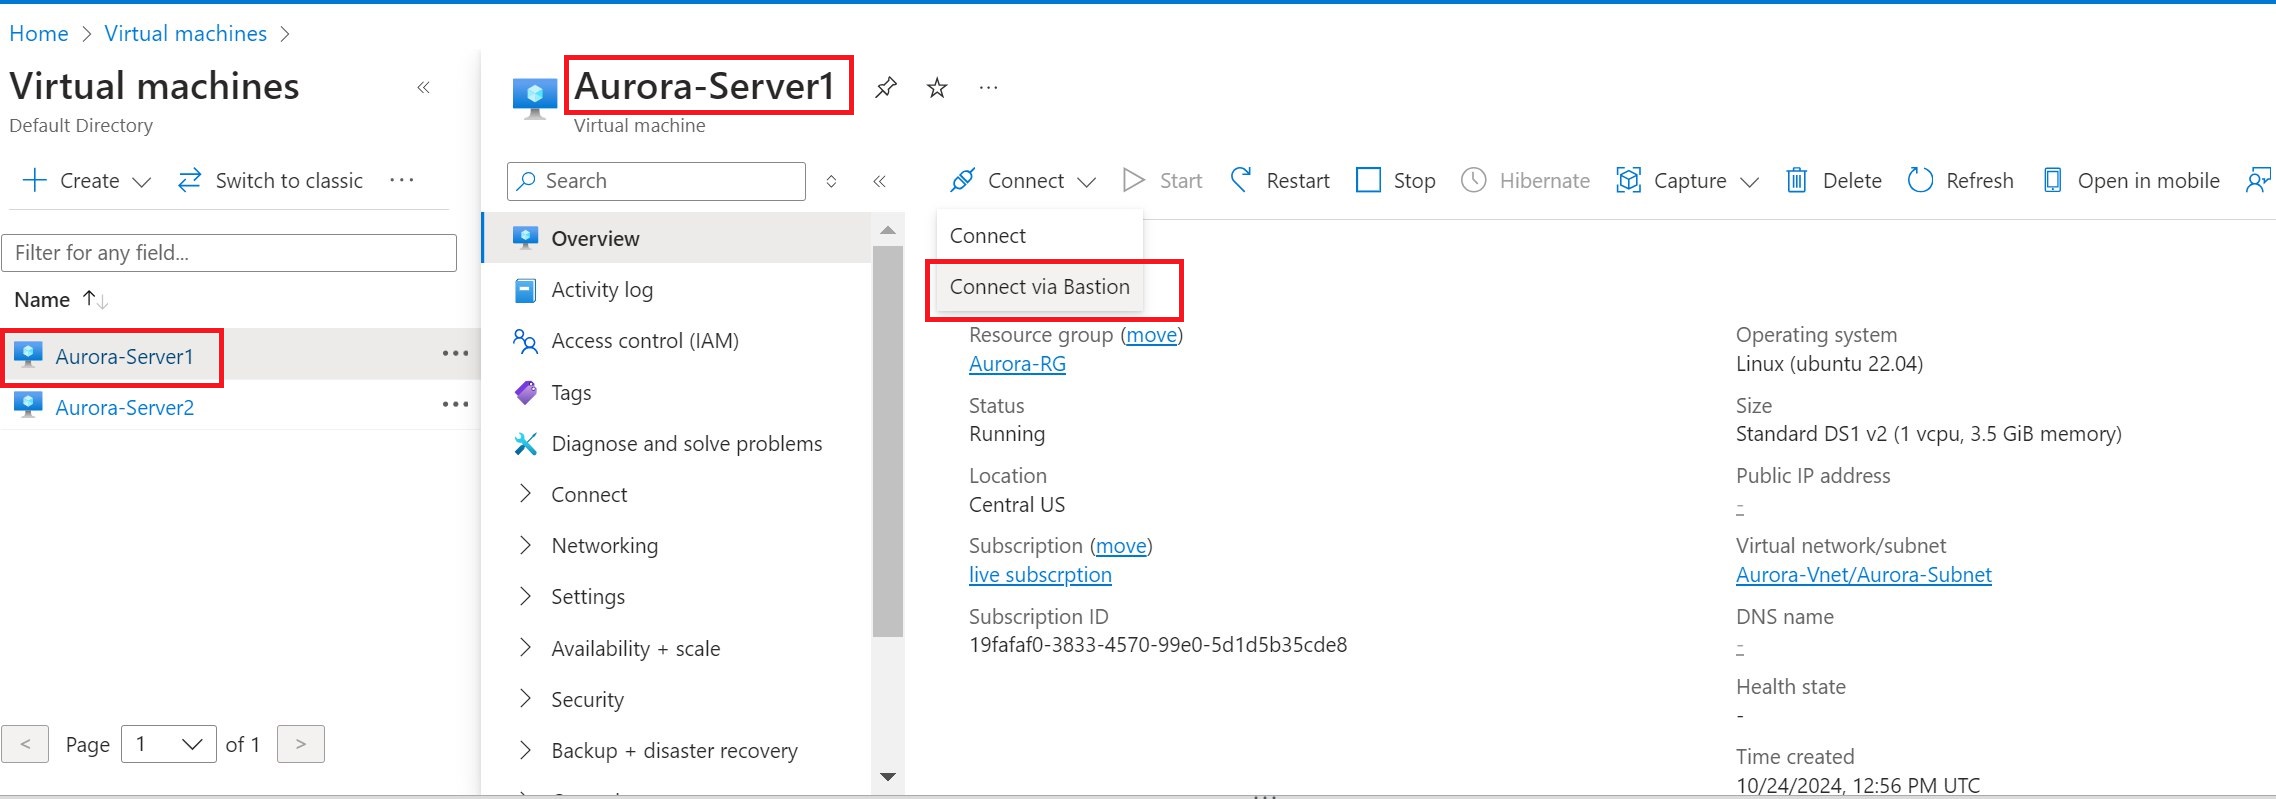 Home > Virtual machines >
Virtual machines «
Default Directory
Create
Switch to classic ...
Filter for any field...
Name ↑↓
Aurora-Server1 ...
Aurora-Server2 ...
< Page 1 of 1 >
Aurora-Server1 ...
Virtual machine
Search «
Overview
Activity log
Access control (IAM)
Tags
Diagnose and solve problems
Connect
Networking
Settings
Availability + scale
Security
Backup + disaster recovery
Connect Start Restart Stop Hibernate Capture Delete Refresh Open in mobile
Connect
Connect via Bastion
Resource group (move)
Aurora-RG
Status
Running
Location
Central US
Subscription (move)
live subscrption
Subscription ID
19fafaf0-3833-4570-99e0-5d1d5b35cde8
Operating system
Linux (ubuntu 22.04)
Size
Standard DS1 v2 (1 vcpu, 3.5 GiB memory)
Public IP address
-
Virtual network/subnet
Aurora-Vnet/Aurora-Subnet
DNS name
-
Health state
-
Time created
10/24/2024, 12:56 PM UTC